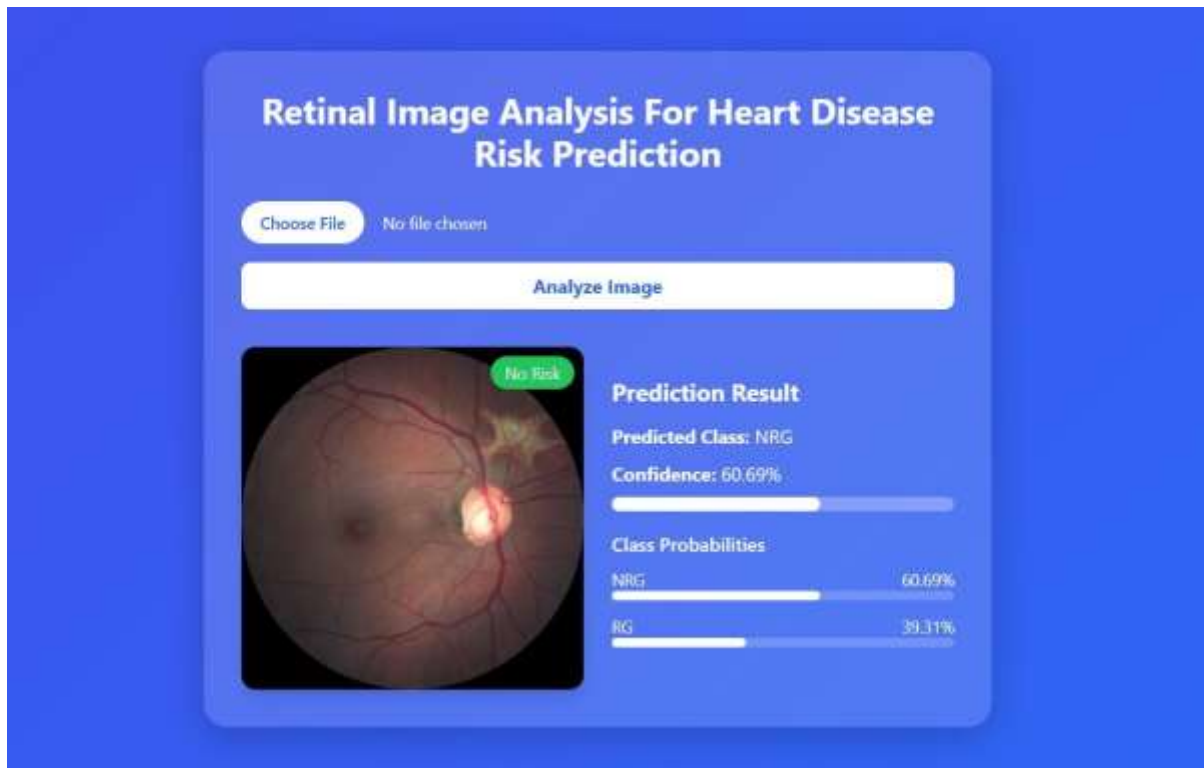 Retinal Image Analysis For Heart Disease
Risk Prediction
Choose File No file chosen
Analyze Image
No Risk
Prediction Result
Predicted Class: NRG
Confidence: 60.69%
Class Probabilities
NRG 60.69%
RG 39.31%